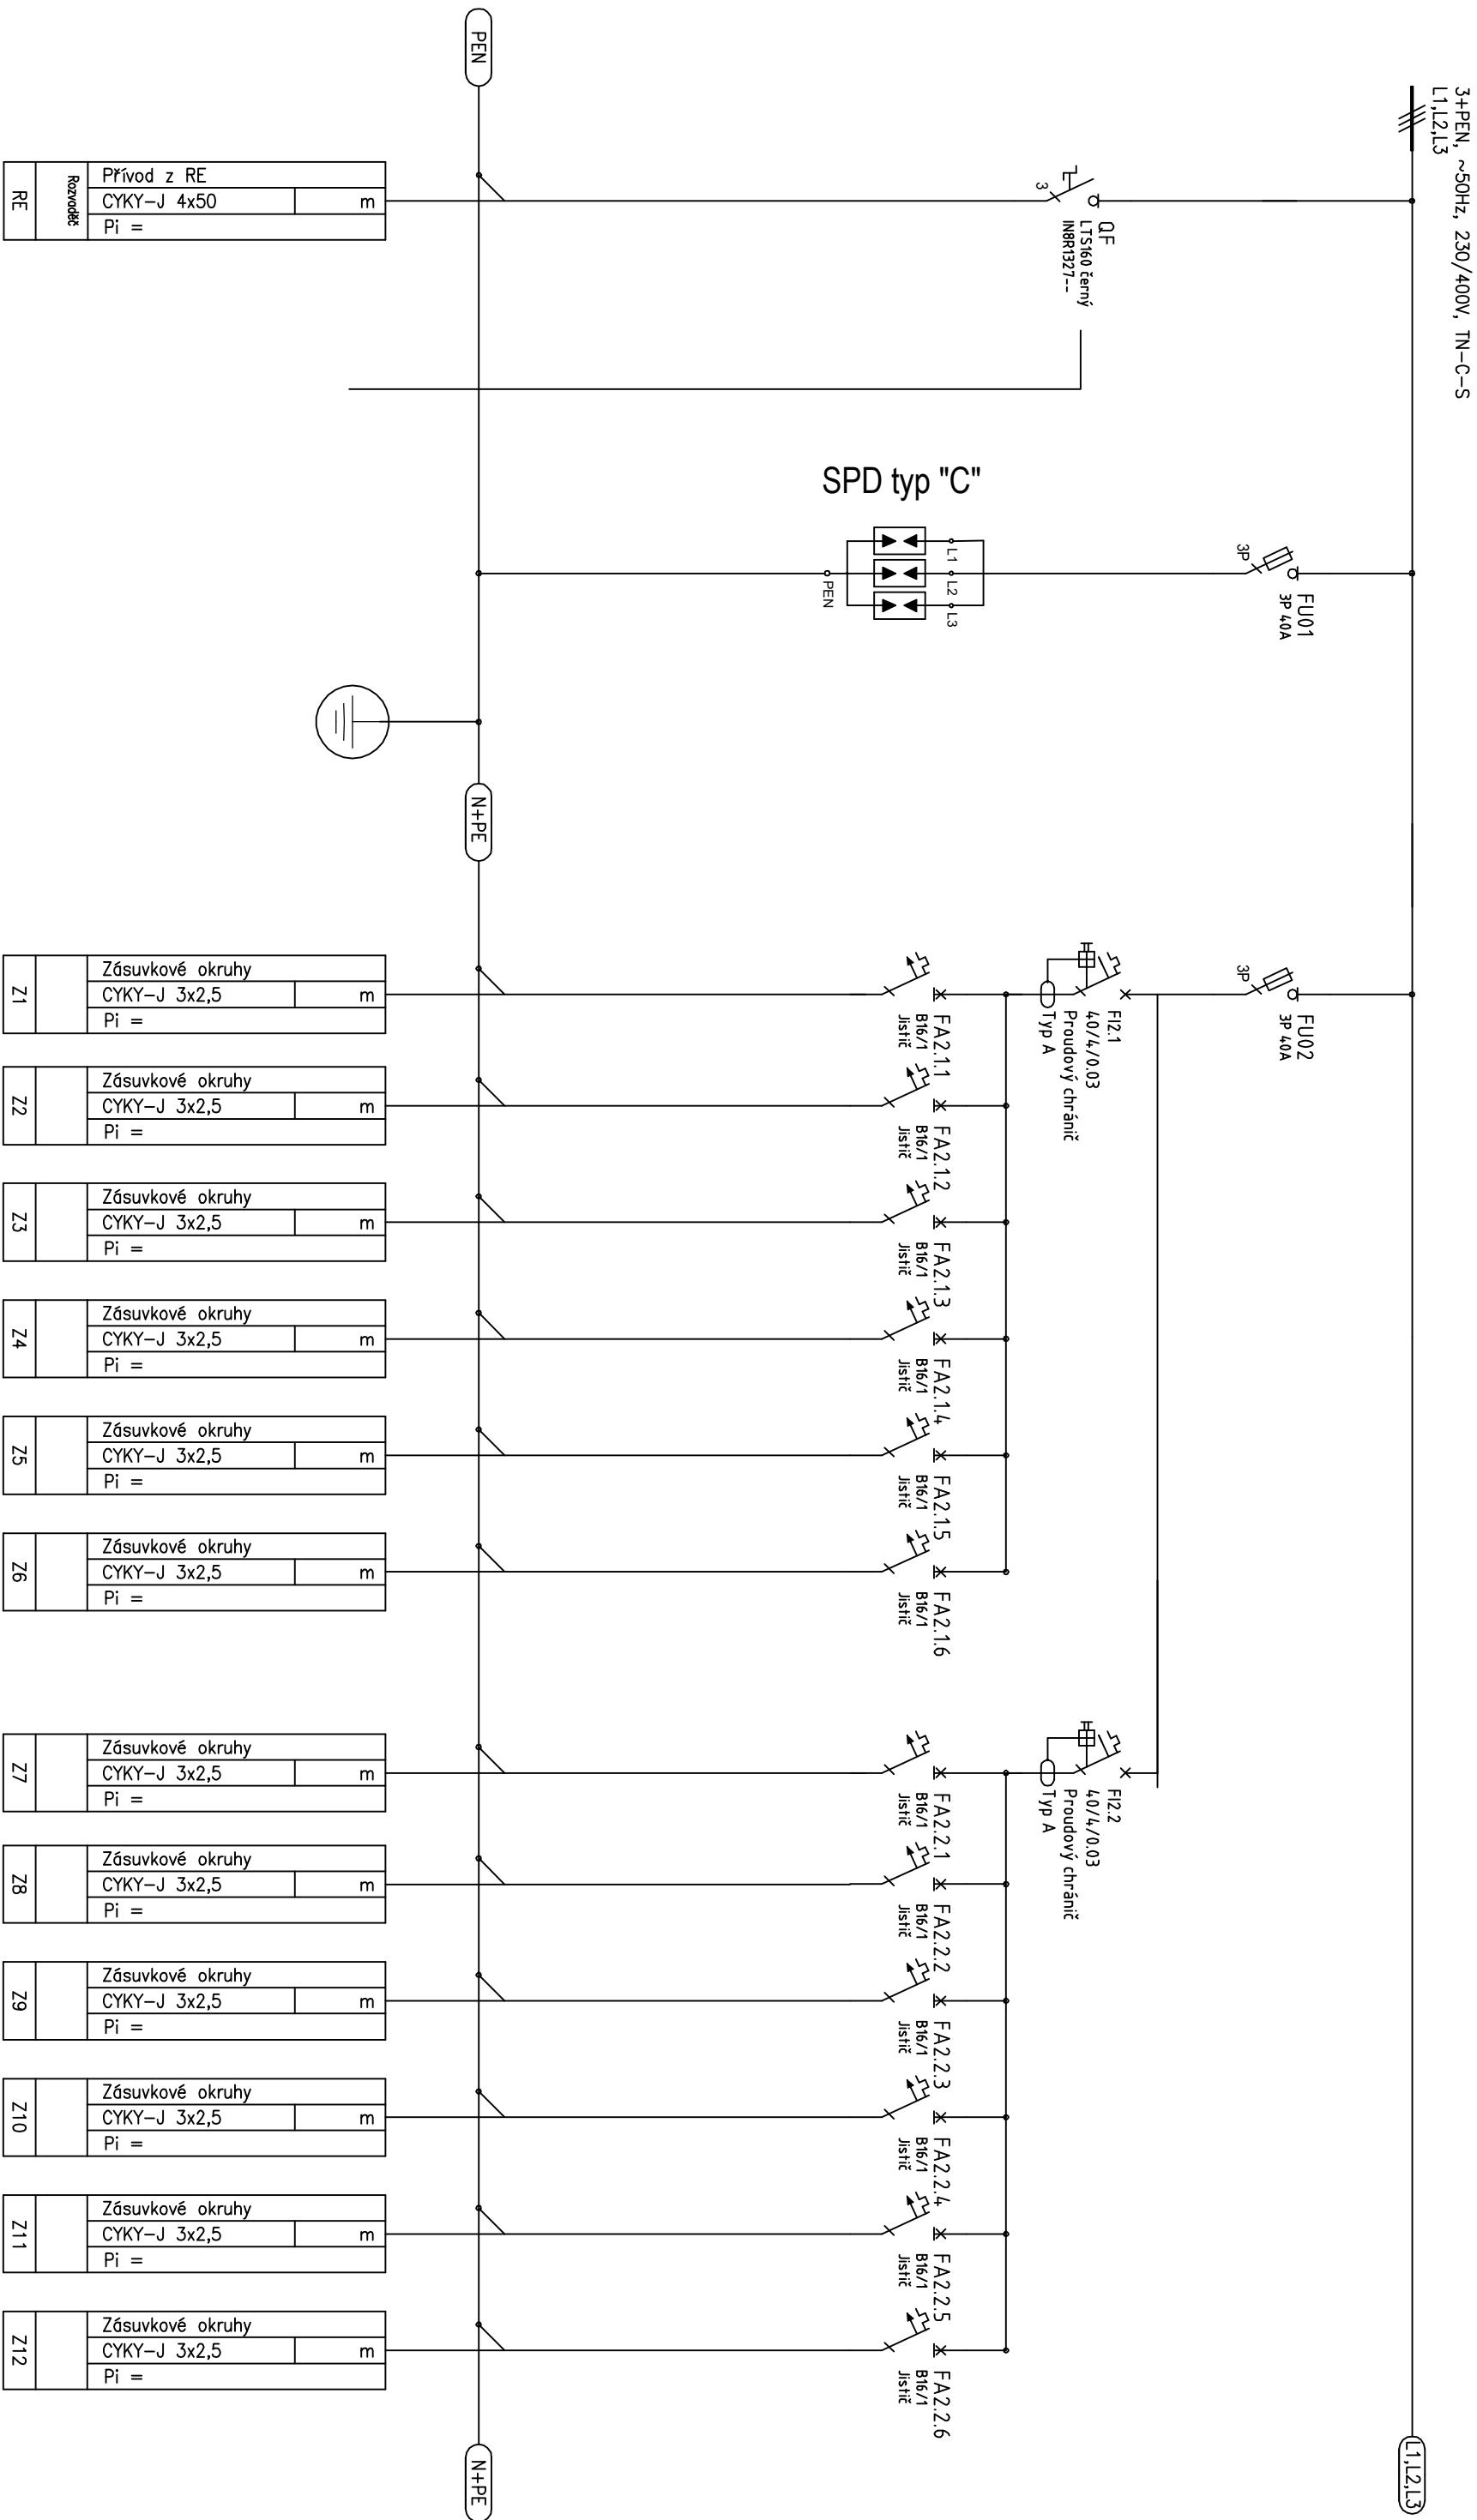 3+PEN, ~50Hz, 230/400V, TN-C-S
L1,L2,L3
PEN
QF
LTS160 černý
IN8R1327--
3
Přívod z RE
CYKY-J 4x50 m
Pi =
Rozvaděč
RE
SPD typ "C"
L1
L2
L3
PEN
FU01
3P 40A
3P
N+PE
FU02
3P 40A
3P
FI2.1
40/4/0.03
Proudový chránič
Typ A
FA2.1.1
B16/1
Jistič
FA2.1.2
B16/1
Jistič
FA2.1.3
B16/1
Jistič
FA2.1.4
B16/1
Jistič
FA2.1.5
B16/1
Jistič
FA2.1.6
B16/1
Jistič
FI2.2
40/4/0.03
Proudový chránič
Typ A
FA2.2.1
B16/1
Jistič
FA2.2.2
B16/1
Jistič
FA2.2.3
B16/1
Jistič
FA2.2.4
B16/1
Jistič
FA2.2.5
B16/1
Jistič
FA2.2.6
B16/1
Jistič
Zásuvkové okruhy
CYKY-J 3x2,5 m
Pi =
Z1
Zásuvkové okruhy
CYKY-J 3x2,5 m
Pi =
Z2
Zásuvkové okruhy
CYKY-J 3x2,5 m
Pi =
Z3
Zásuvkové okruhy
CYKY-J 3x2,5 m
Pi =
Z4
Zásuvkové okruhy
CYKY-J 3x2,5 m
Pi =
Z5
Zásuvkové okruhy
CYKY-J 3x2,5 m
Pi =
Z6
Zásuvkové okruhy
CYKY-J 3x2,5 m
Pi =
Z7
Zásuvkové okruhy
CYKY-J 3x2,5 m
Pi =
Z8
Zásuvkové okruhy
CYKY-J 3x2,5 m
Pi =
Z9
Zásuvkové okruhy
CYKY-J 3x2,5 m
Pi =
Z10
Zásuvkové okruhy
CYKY-J 3x2,5 m
Pi =
Z11
Zásuvkové okruhy
CYKY-J 3x2,5 m
Pi =
Z12
N+PE
L1,L2,L3